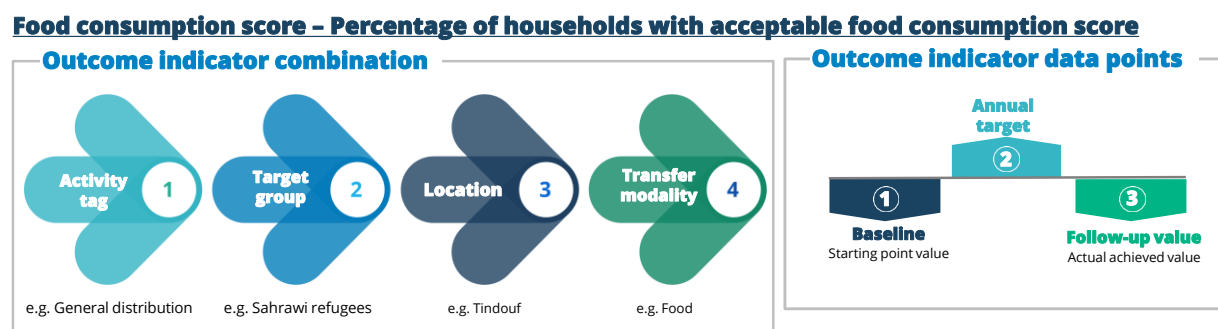 Food consumption score – Percentage of households with acceptable food consumption score
Outcome indicator combination
Activity
tag
1
Target
group
2
Location
3
Transfer
modality
4
e.g. General distribution
e.g. Sahrawi refugees
e.g. Tindouf
e.g. Food
Outcome indicator data points
Annual
target
2
1
Baseline
Starting point value
3
Follow-up value
Actual achieved value